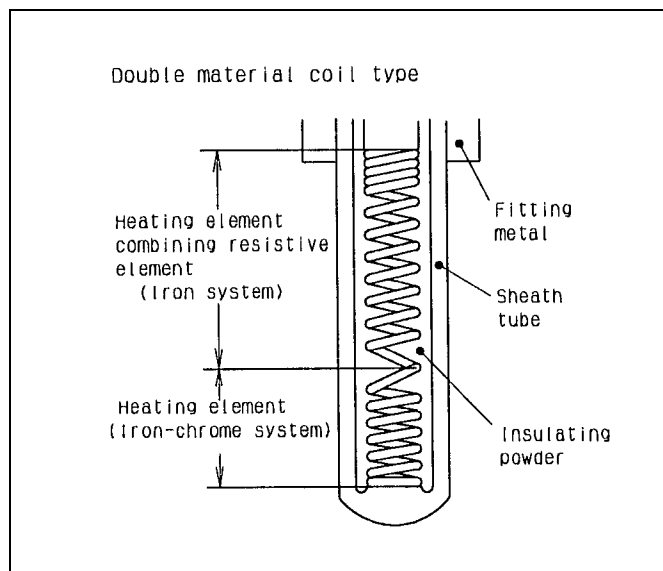 Double material coil type
Heating element
combining resistive
element
(Iron system)
Heating element
(Iron-chrome system)
Fitting
metal
Sheath
tube
Insulating
powder